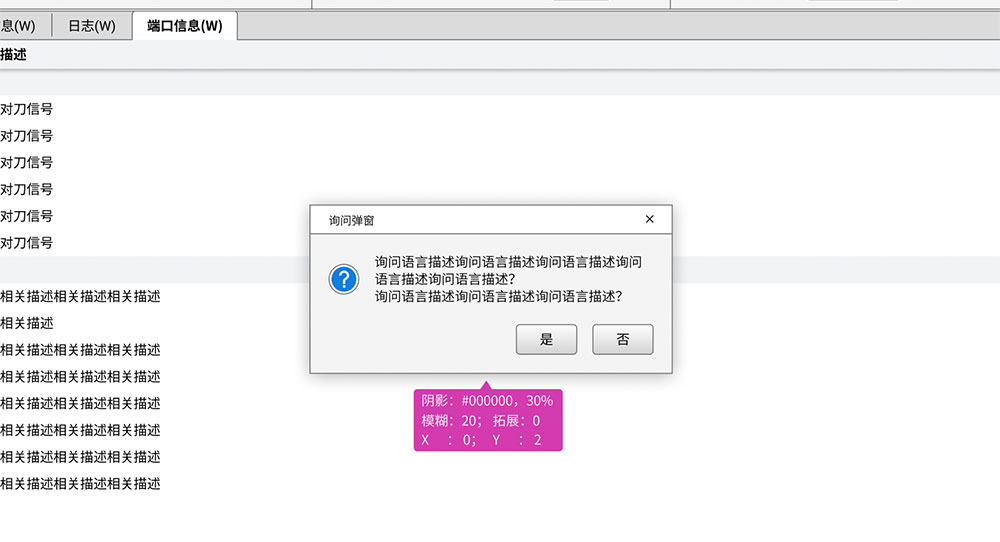 息(W)
日志(W)
端口信息(W)
描述
对刀信号
对刀信号
对刀信号
对刀信号
对刀信号
对刀信号
相关描述相关描述相关描述
相关描述
相关描述相关描述相关描述
相关描述相关描述相关描述
相关描述相关描述相关描述
相关描述相关描述相关描述
相关描述相关描述相关描述
相关描述相关描述相关描述
询问弹窗
询问语言描述询问语言描述询问语言描述询问
语言描述询问语言描述?
询问语言描述询问语言描述询问语言描述?
是
否
阴影：#000000，30%
模糊：20； 拓展：0
X ：0； Y ：2